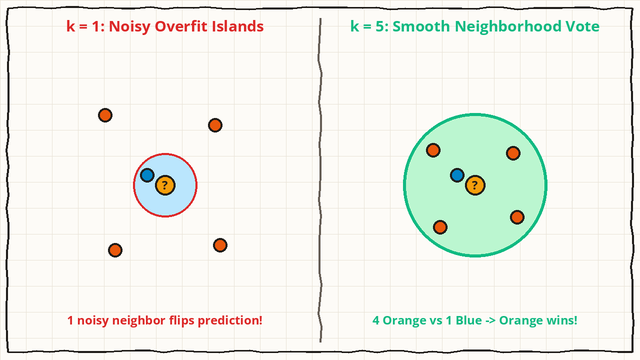 k = 1: Noisy Overfit Islands
?
1 noisy neighbor flips prediction!
k = 5: Smooth Neighborhood Vote
?
4 Orange vs 1 Blue -> Orange wins!